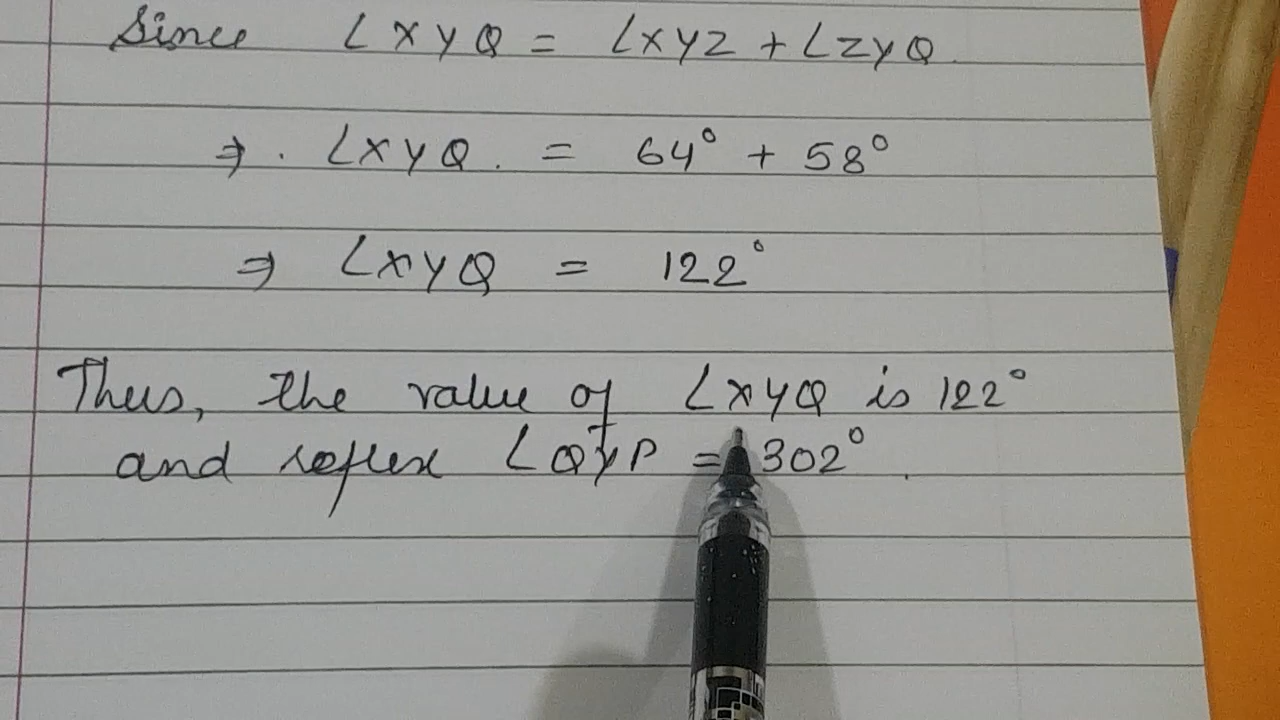 Since ∠XYQ = ∠XYZ + ∠ZYQ.
⇒ . ∠XYQ. = 64° + 58°
⇒ ∠XYQ = 122°
Thus, the value of ∠XYQ is 122°
and reflex ∠QYP = 302°.